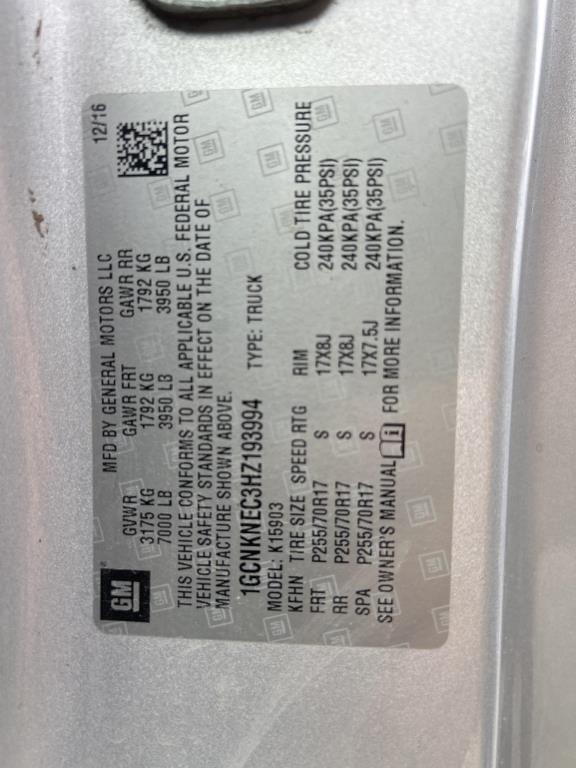 GM
MFD BY GENERAL MOTORS LLC 12/16
GVWR GAWR FRT GAWR RR
3175 KG 1792 KG 1792 KG
7000 LB 3950 LB 3950 LB
THIS VEHICLE CONFORMS TO ALL APPLICABLE U.S. FEDERAL MOTOR
VEHICLE SAFETY STANDARDS IN EFFECT ON THE DATE OF
MANUFACTURE SHOWN ABOVE.
1GCNKNEC3HZ193994 TYPE: TRUCK
MODEL: K15903
KFHN TIRE SIZE SPEED RTG RIM COLD TIRE PRESSURE
FRT P255/70R17 S 17X8J 240KPA(35PSI)
RR P255/70R17 S 17X8J 240KPA(35PSI)
SPA P255/70R17 S 17X7.5J 240KPA(35PSI)
SEE OWNER'S MANUAL i FOR MORE INFORMATION.